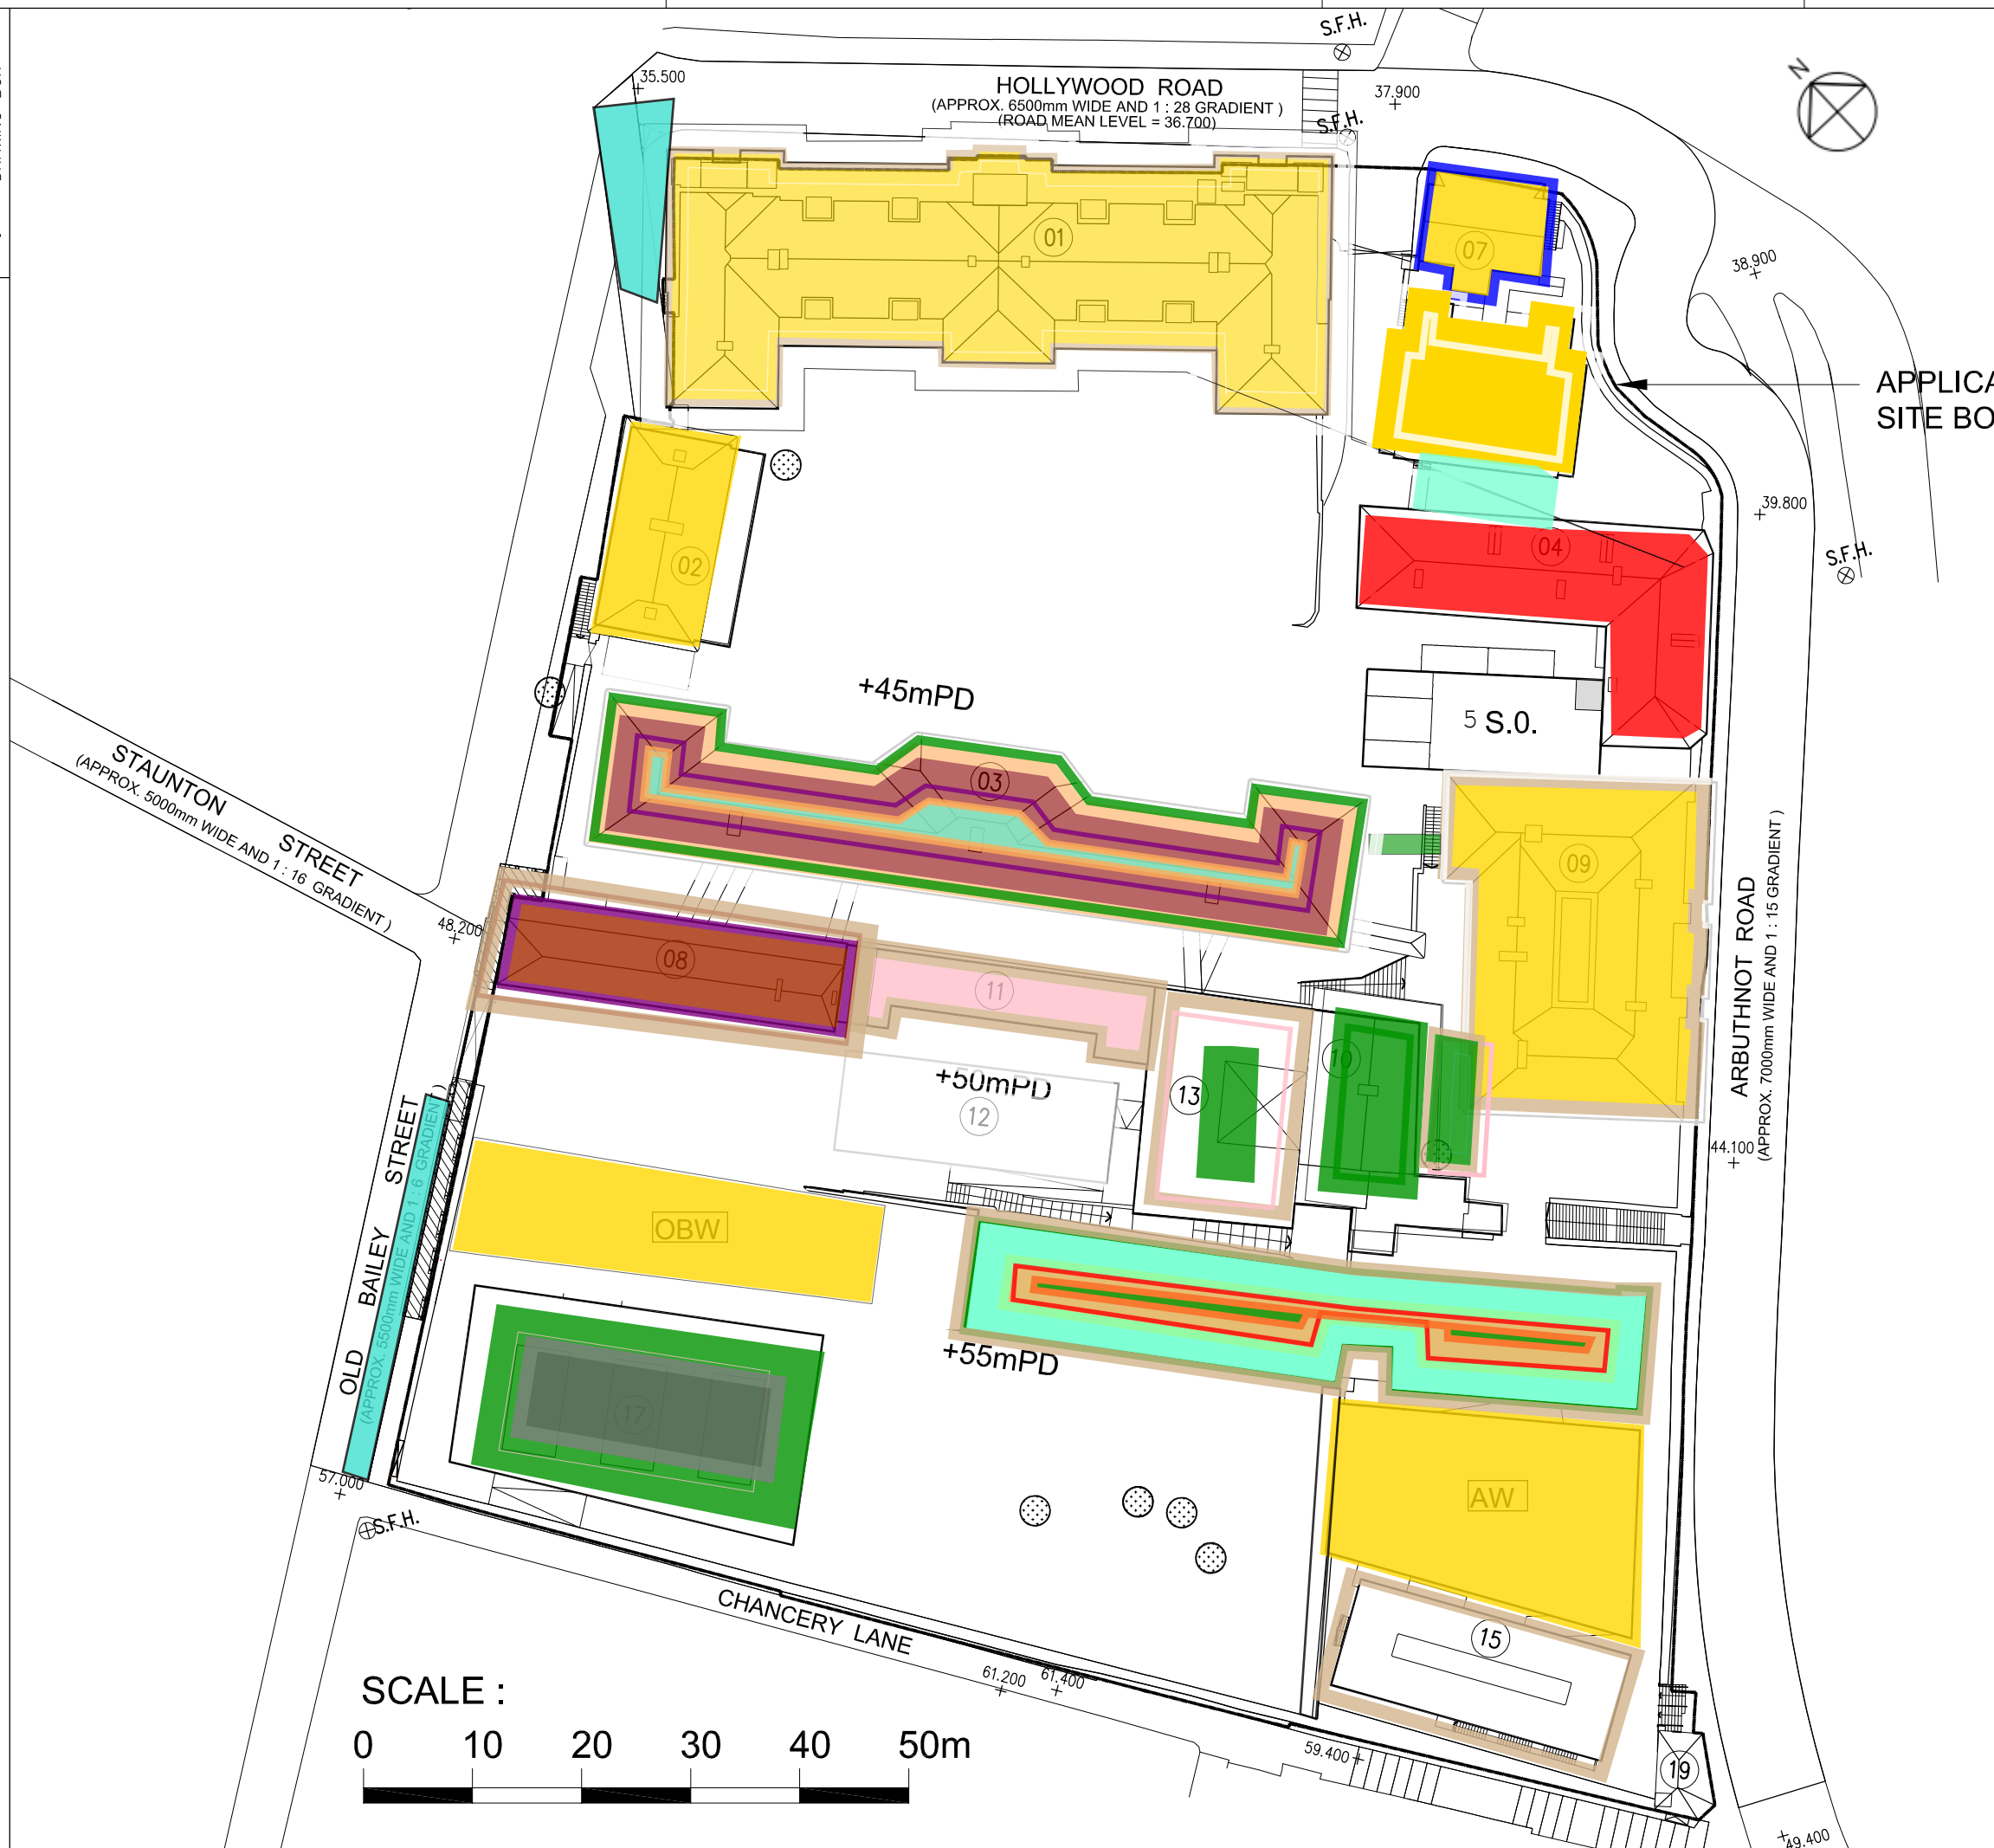 S.F.H.
35.500
HOLLYWOOD ROAD
(APPROX. 6500mm WIDE AND 1 : 28 GRADIENT )
(ROAD MEAN LEVEL = 36.700)
37.900
S.F.H.
N
01
07
38.900
APPLICA
SITE BO
39.800
02
04
S.F.H.
+45mPD
5 S.O.
03
STAUNTON STREET
(APPROX. 5000mm WIDE AND 1 : 16 GRADIENT )
09
48.200
08
11
ARBUTHNOT ROAD
(APPROX. 7000mm WIDE AND 1 : 15 GRADIENT )
+50mPD
12
13
10
44.100
OLD BAILEY STREET
(APPROX. 5500mm WIDE AND 1 : 6 GRADIENT )
OBW
+55mPD
17
AW
57.000
S.F.H.
CHANCERY LANE
15
61.200
61.400
59.400
19
49.400
SCALE :
0 10 20 30 40 50m